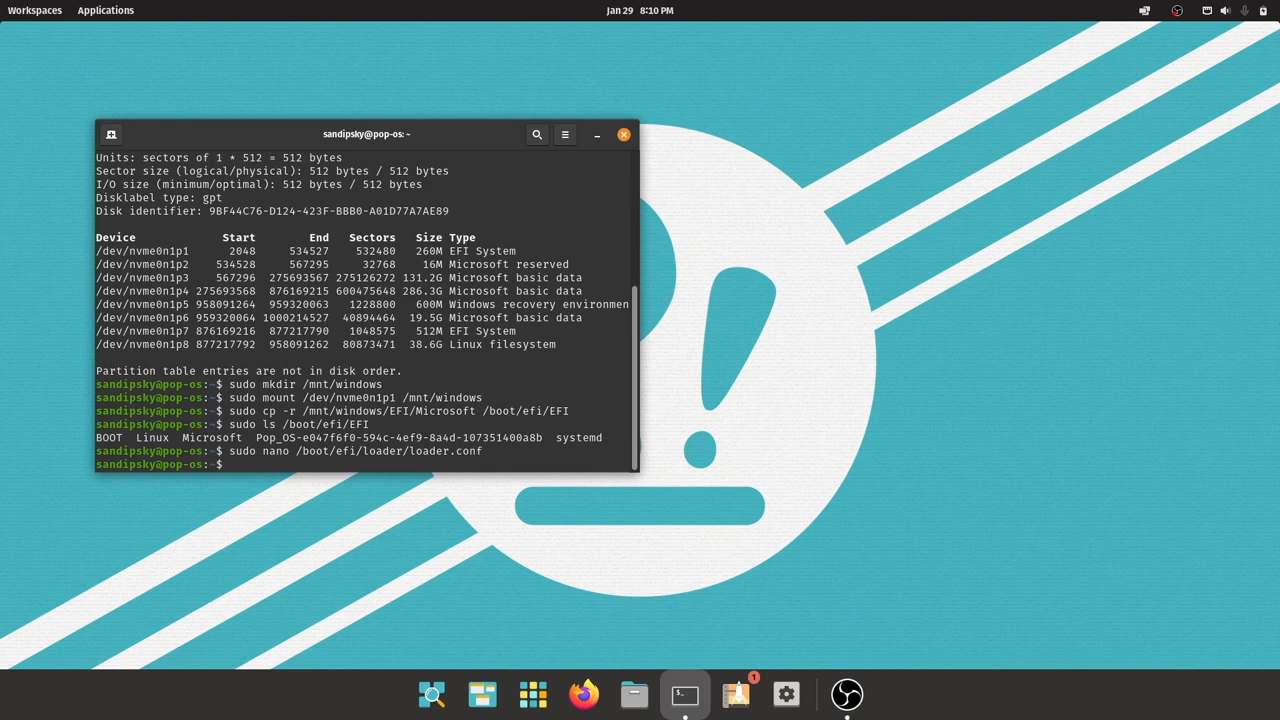 Workspaces Applications Jan 29 8:10 PM
sandipsky@pop-os: ~
Units: sectors of 1 * 512 = 512 bytes
Sector size (logical/physical): 512 bytes / 512 bytes
I/O size (minimum/optimal): 512 bytes / 512 bytes
Disklabel type: gpt
Disk identifier: 9BF44C76-D124-423F-BBB0-A01D77A7AE89
Device Start End Sectors Size Type
/dev/nvme0n1p1 2048 534527 532480 260M EFI System
/dev/nvme0n1p2 534528 567295 32768 16M Microsoft reserved
/dev/nvme0n1p3 567296 275693567 275126272 131.2G Microsoft basic data
/dev/nvme0n1p4 275693568 876169215 600475648 286.3G Microsoft basic data
/dev/nvme0n1p5 958091264 959320063 1228800 600M Windows recovery environmen
/dev/nvme0n1p6 959320064 1000214527 40894464 19.5G Microsoft basic data
/dev/nvme0n1p7 876169216 877217790 1048575 512M EFI System
/dev/nvme0n1p8 877217792 958091262 80873471 38.6G Linux filesystem
Partition table entries are not in disk order.
sandipsky@pop-os:~$ sudo mkdir /mnt/windows
sandipsky@pop-os:~$ sudo mount /dev/nvme0n1p1 /mnt/windows
sandipsky@pop-os:~$ sudo cp -r /mnt/windows/EFI/Microsoft /boot/efi/EFI
sandipsky@pop-os:~$ sudo ls /boot/efi/EFI
BOOT Linux Microsoft Pop_OS-e047f6f0-594c-4ef9-8a4d-107351400a8b systemd
sandipsky@pop-os:~$ sudo nano /boot/efi/loader/loader.conf
sandipsky@pop-os:~$
$_
1